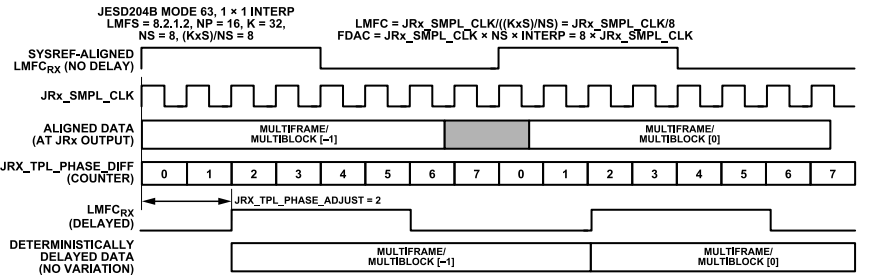 JESD204B MODE 63, 1 × 1 INTERP
LMFS = 8.2.1.2, NP = 16, K = 32,
NS = 8, (KxS)/NS = 8
LMFC = JRx_SMPL_CLK/((KxS)/NS) = JRx_SMPL_CLK/8
FDAC = JRx_SMPL_CLK × NS × INTERP = 8 × JRx_SMPL_CLK
SYSREF-ALIGNED
LMFCRX (NO DELAY)
JRx_SMPL_CLK
ALIGNED DATA
(AT JRx OUTPUT)
MULTIFRAME/
MULTIBLOCK [–1]
MULTIFRAME/
MULTIBLOCK [0]
JRX_TPL_PHASE_DIFF
(COUNTER)
0 1 2 3 4 5 6 7 0 1 2 3 4 5 6 7
JRX_TPL_PHASE_ADJUST = 2
LMFCRX
(DELAYED)
DETERMINISTICALLY
DELAYED DATA
(NO VARIATION)
MULTIFRAME/
MULTIBLOCK [–1]
MULTIFRAME/
MULTIBLOCK [0]